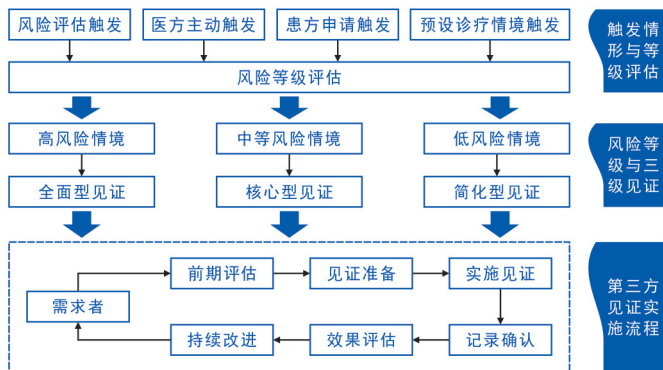 风险评估触发
医方主动触发
患方申请触发
预设诊疗情境触发
触发情
形与等
级评估
风险等级评估
高风险情境
中等风险情境
低风险情境
风险等
级与三
级见证
全面型见证
核心型见证
简化型见证
前期评估
见证准备
实施见证
需求者
第三方
见证实
施流程
持续改进
效果评估
记录确认